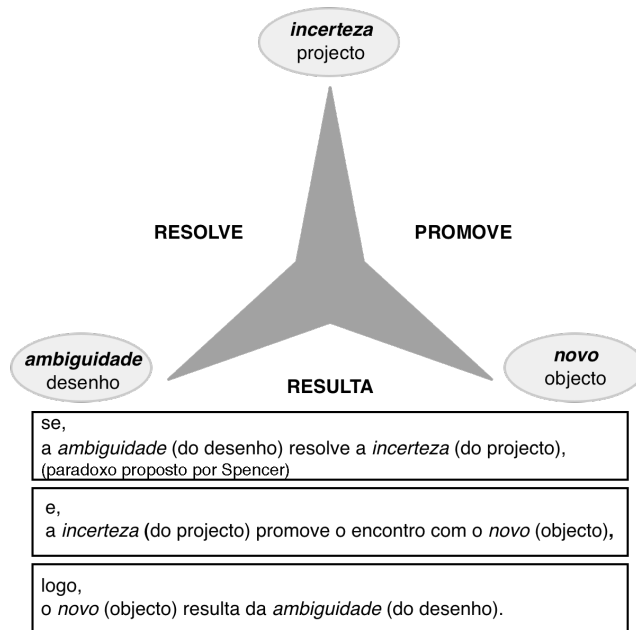 incerteza
projecto
RESOLVE
PROMOVE
ambiguidade
desenho
novo
objecto
RESULTA
se,
a ambiguidade (do desenho) resolve a incerteza (do projecto),
(paradoxo proposto por Spencer)
e,
a incerteza (do projecto) promove o encontro com o novo (objecto),
logo,
o novo (objecto) resulta da ambiguidade (do desenho).